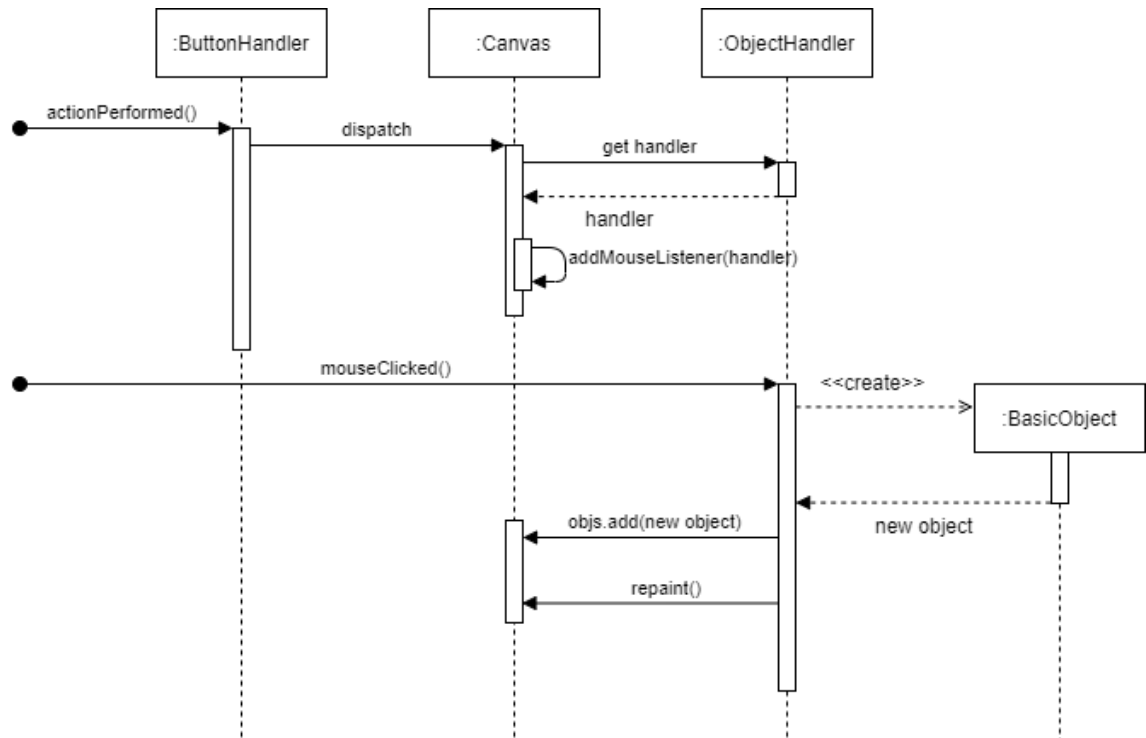 :ButtonHandler
:Canvas
:ObjectHandler
actionPerformed()
dispatch
get handler
handler
addMouseListener(handler)
mouseClicked()
<<create>>
:BasicObject
new object
objs.add(new object)
repaint()